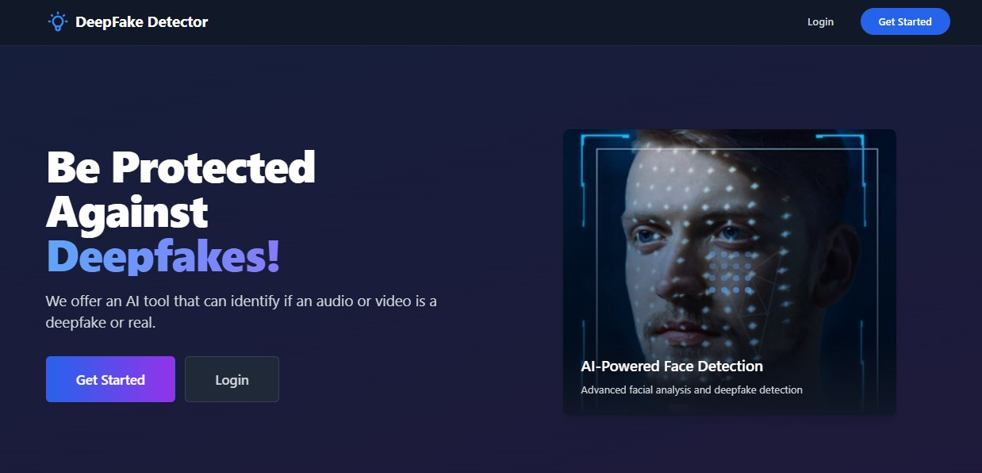 DeepFake Detector
Login
Get Started
Be Protected
Against
Deepfakes!
We offer an AI tool that can identify if an audio or video is a
deepfake or real.
Get Started
Login
AI-Powered Face Detection
Advanced facial analysis and deepfake detection